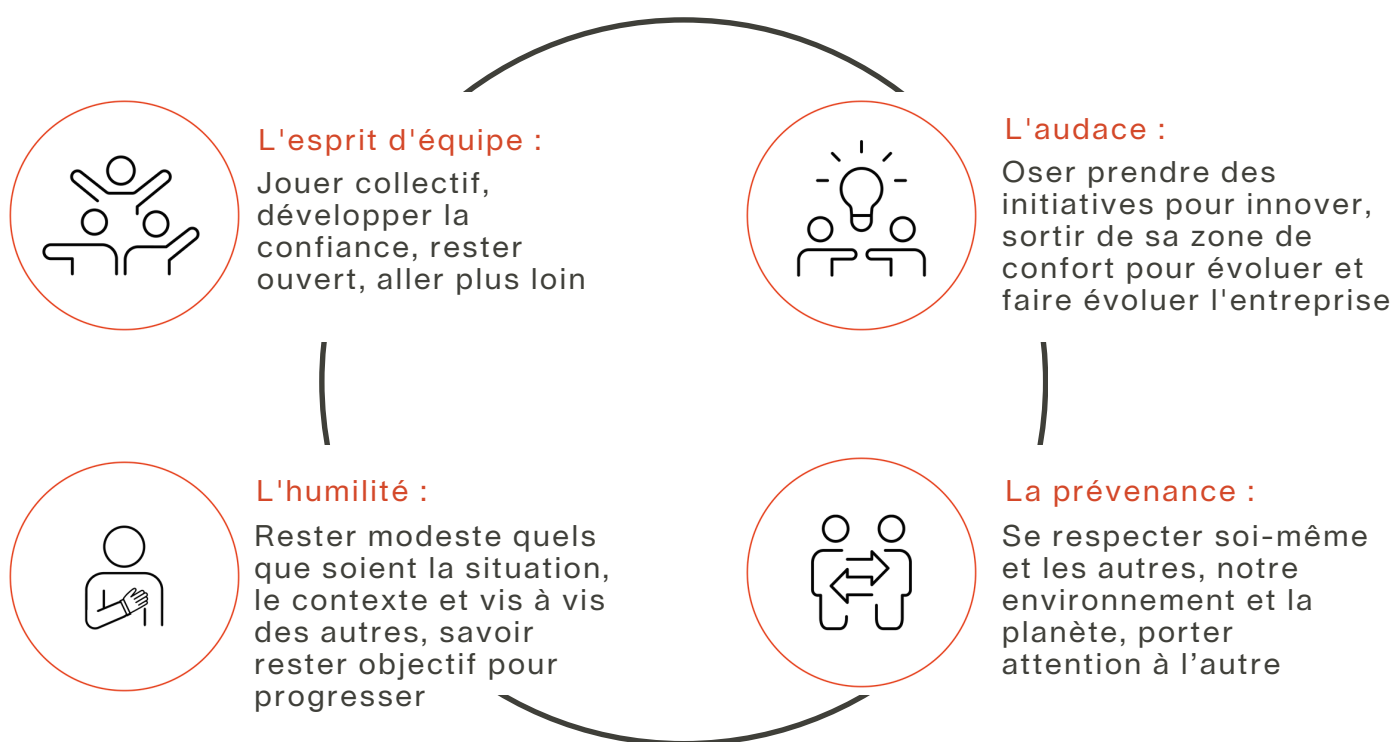 L'esprit d'équipe :
Jouer collectif,
développer la
confiance, rester
ouvert, aller plus loin
L'audace :
Oser prendre des
initiatives pour innover,
sortir de sa zone de
confort pour évoluer et
faire évoluer l'entreprise
L'humilité :
Rester modeste quels
que soient la situation,
le contexte et vis à vis
des autres, savoir
rester objectif pour
progresser
La prévenance :
Se respecter soi-même
et les autres, notre
environnement et la
planète, porter
attention à l’autre